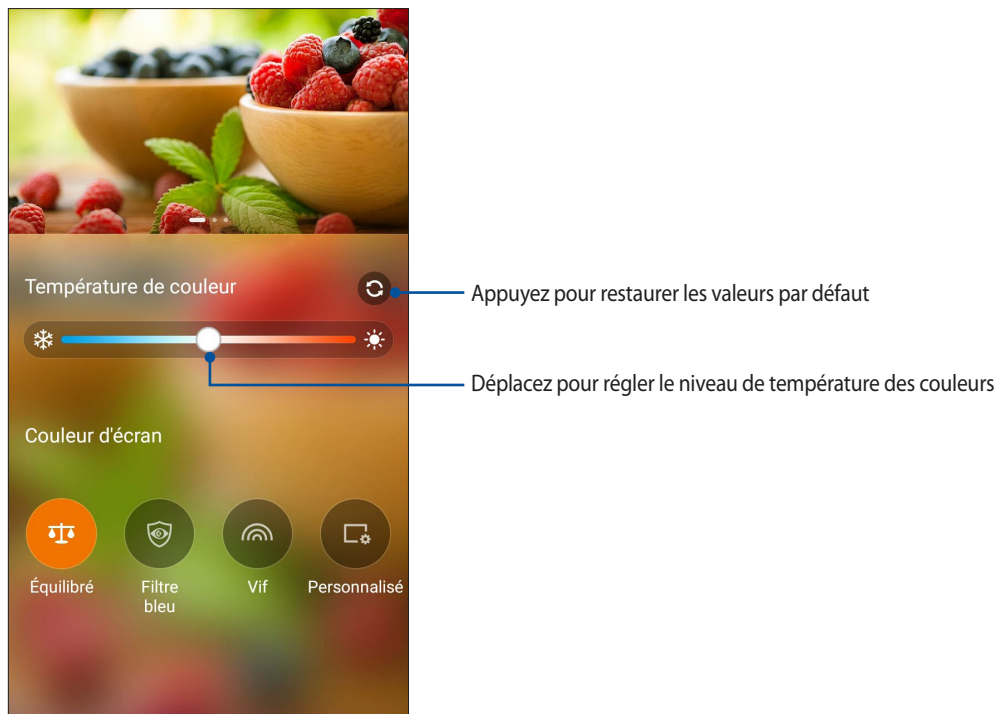 Température de couleur
Appuyez pour restaurer les valeurs par défaut
Déplacez pour régler le niveau de température des couleurs
Couleur d'écran
Équilibré
Filtre
bleu
Vif
Personnalisé